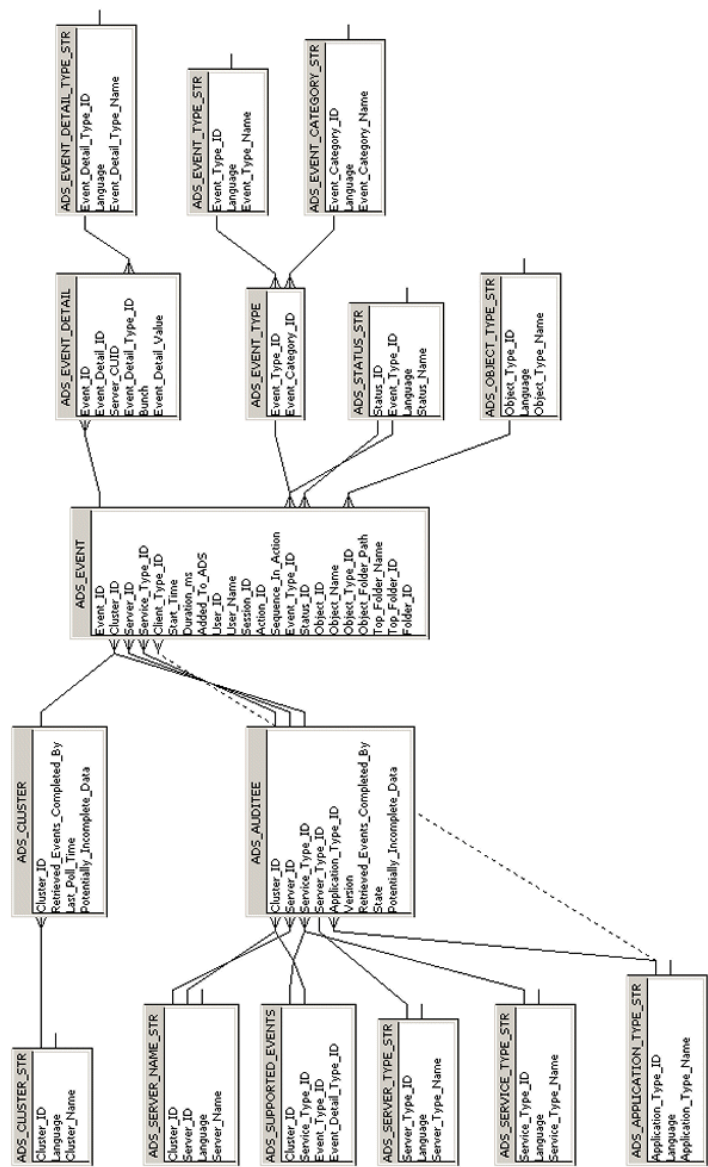 ADS_CLUSTER_STR
Cluster_ID
Language
Cluster_Name
ADS_SERVER_NAME_STR
Cluster_ID
Server_ID
Language
Server_Name
ADS_SUPPORTED_EVENTS
Cluster_ID
Service_Type_ID
Event_Type_ID
Event_Detail_Type_ID
ADS_SERVER_TYPE_STR
Server_Type_ID
Language
Server_Type_Name
ADS_SERVICE_TYPE_STR
Service_Type_ID
Language
Service_Type_Name
ADS_APPLICATION_TYPE_STR
Application_Type_ID
Language
Application_Type_Name
ADS_CLUSTER
Cluster_ID
Retrieved_Events_Completed_By
Last_Poll_Time
Potentially_Incomplete_Data
ADS_AUDITEE
Cluster_ID
Server_ID
Service_Type_ID
Server_Type_ID
Application_Type_ID
Version
Retrieved_Events_Completed_By
State
Potentially_Incomplete_Data
ADS_EVENT
Event_ID
Cluster_ID
Server_ID
Service_Type_ID
Client_Type_ID
Start_Time
Duration_ms
Added_To_ADS
User_ID
User_Name
Session_ID
Action_ID
Sequence_In_Action
Event_Type_ID
Status_ID
Object_ID
Object_Name
Object_Type_ID
Object_Folder_Path
Top_Folder_Name
Top_Folder_ID
Folder_ID
ADS_EVENT_DETAIL
Event_ID
Event_Detail_ID
Server_CUID
Event_Detail_Type_ID
Bunch
Event_Detail_Value
ADS_EVENT_TYPE
Event_Type_ID
Event_Category_ID
ADS_STATUS_STR
Status_ID
Event_Type_ID
Language
Status_Name
ADS_OBJECT_TYPE_STR
Object_Type_ID
Language
Object_Type_Name
ADS_EVENT_DETAIL_TYPE_STR
Event_Detail_Type_ID
Language
Event_Detail_Type_Name
ADS_EVENT_TYPE_STR
Event_Type_ID
Language
Event_Type_Name
ADS_EVENT_CATEGORY_STR
Event_Category_ID
Language
Event_Category_Name